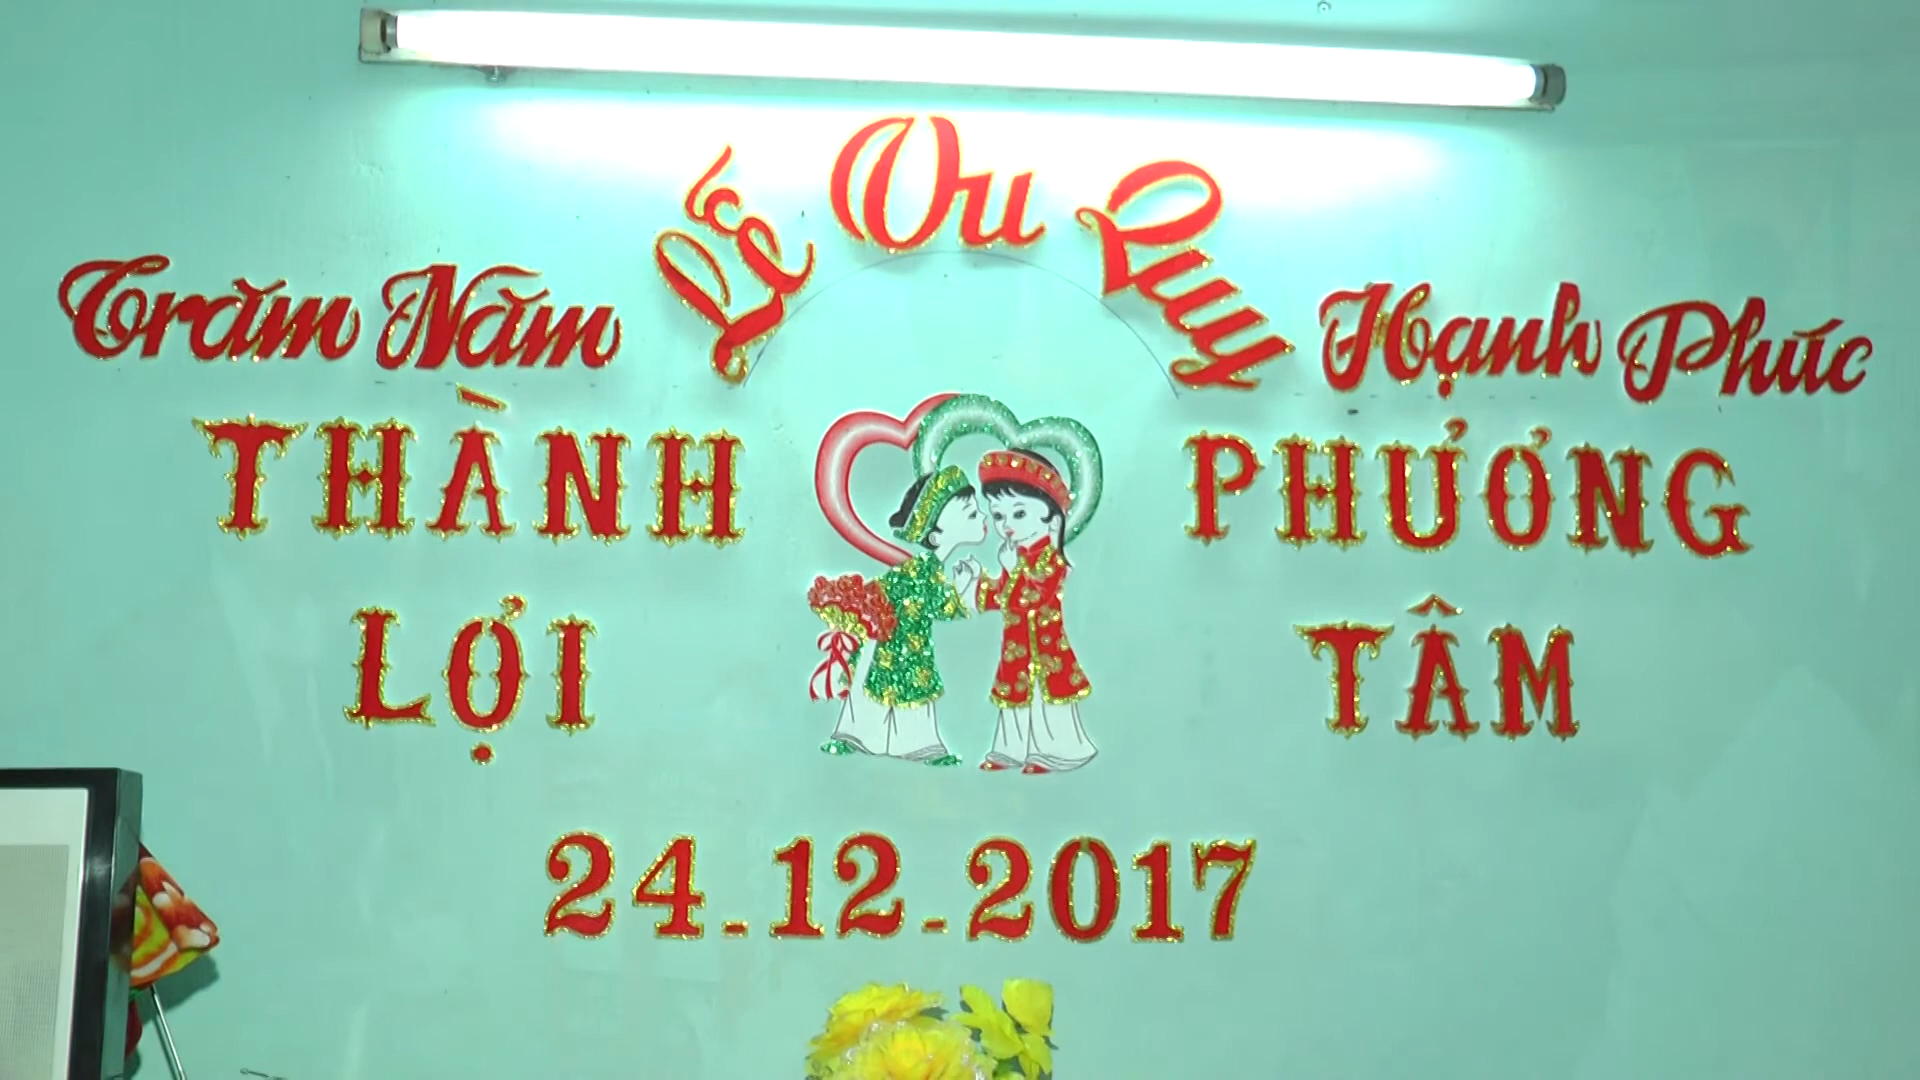 Lễ Vu Quy
Trăm Năm Hạnh Phúc
THÀNH PHƯƠNG
LỢI TÂM
24.12.2017